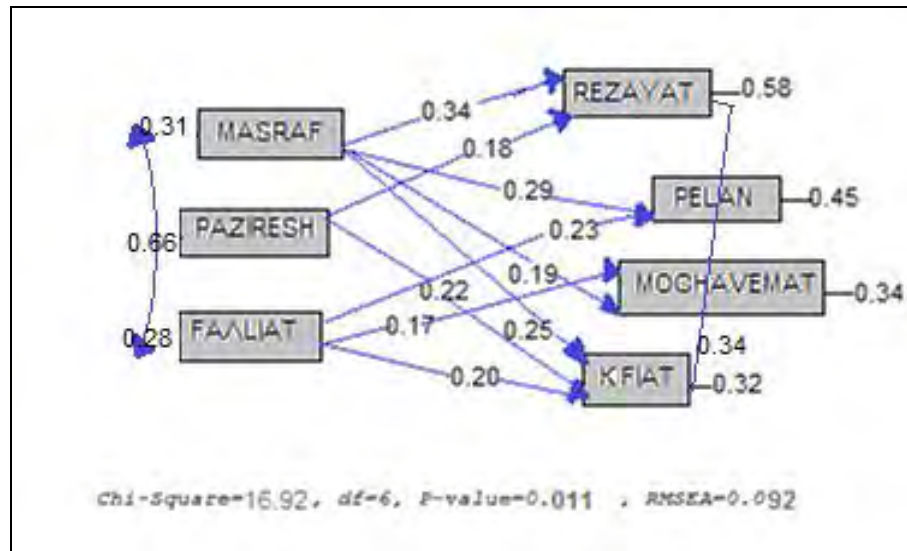 REZAYAT 0.58
0.31 MASRAF
0.34
0.18
PELAN 0.45
0.29
PAZIRESH
0.66
0.23
MOGHAVEMAT 0.34
0.22
0.19
0.17
FAALIAT
0.28
0.25
0.34
0.20
KIFIAT 0.32
Chi-Square=16.92, df=6, P-value=0.011 , RMSEA=0.092